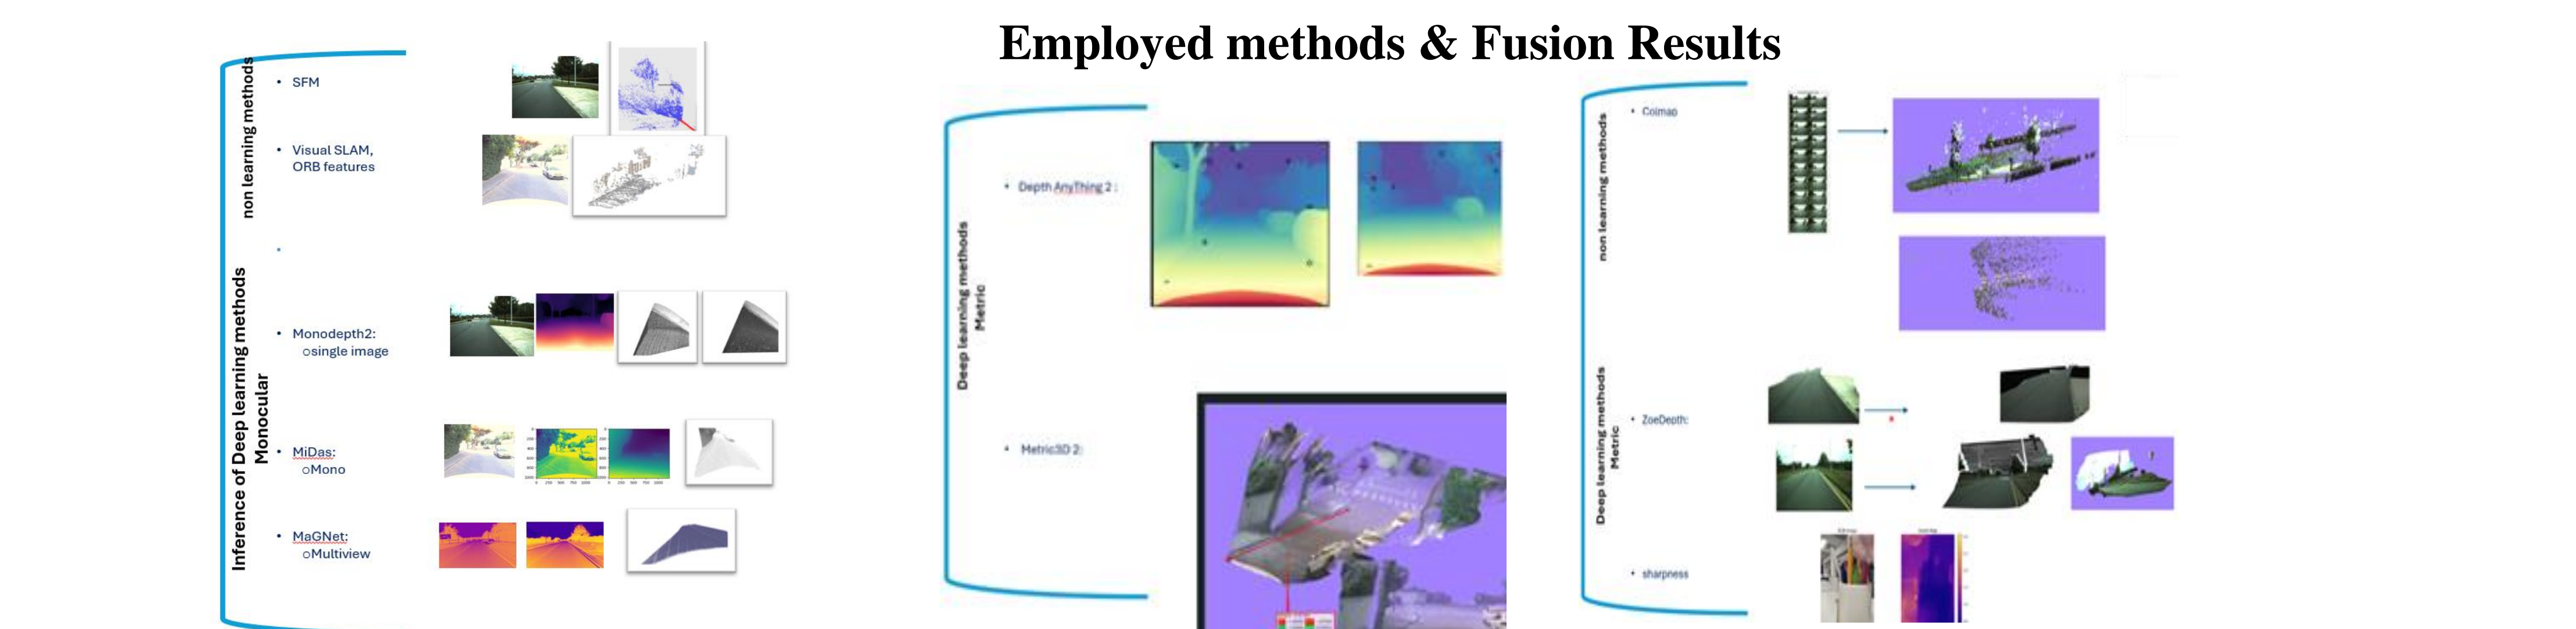 Employed methods & Fusion Results
non learning methods
• SFM
• Visual SLAM,
ORB features
•
Inference of Deep learning methods
Monocular
• Monodepth2:
○single image
• MiDas:
○Mono
• MaGNet:
○Multiview
Deep learning methods
Metric
• Depth AnyThing 2 :
• Metric3D 2:
non learning methods
• Colmap
Deep learning methods
Metric
• ZoeDepth:
• sharpness